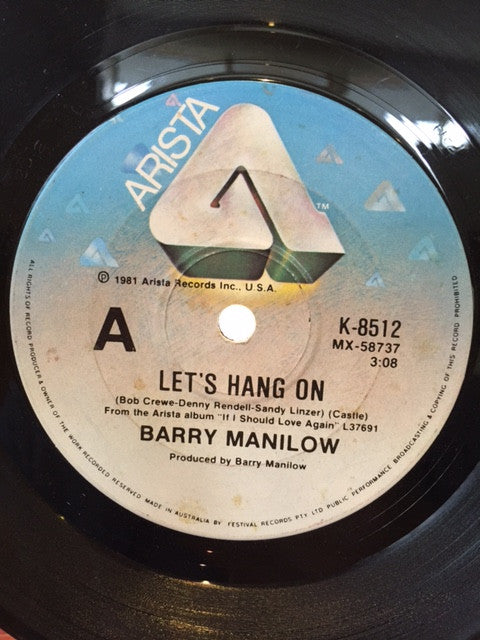 ARISTA
TM
Ⓟ 1981 Arista Records Inc., U.S.A.
A
K-8512
MX-58737
3:08
LET'S HANG ON
(Bob Crewe-Denny Rendell-Sandy Linzer) (Castle)
From the Arista album "If I Should Love Again" L37691
BARRY MANILOW
Produced by Barry Manilow
ALL RIGHTS OF RECORD PRODUCER & OWNER OF THE WORK RECORDED RESERVED. MADE IN AUSTRALIA BY FESTIVAL RECORDS PTY LTD PUBLIC PERFORMANCE BROADCASTING & COPYING OF THIS RECORD PROHIBITED